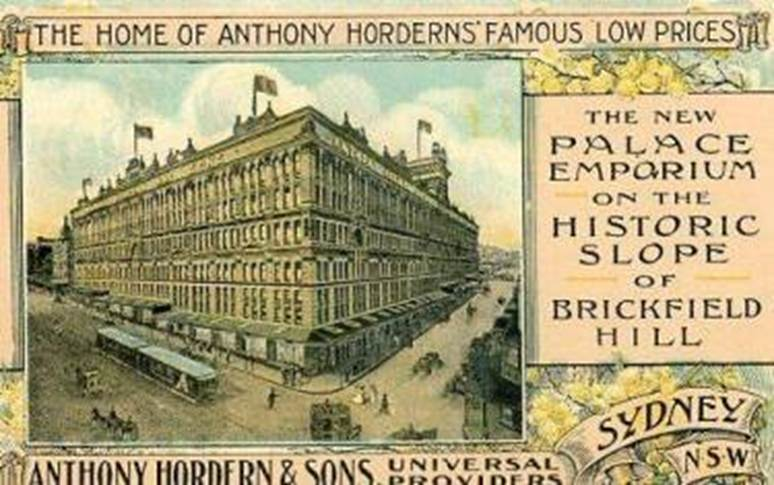 THE HOME OF ANTHONY HORDERNS' FAMOUS LOW PRICES
THE NEW
PALACE
EMPORIUM
ON THE
HISTORIC
SLOPE
OF
BRICKFIELD
HILL
SYDNEY
N·S·W
ANTHONY HORDERN & SONS,
UNIVERSAL
PROVIDERS